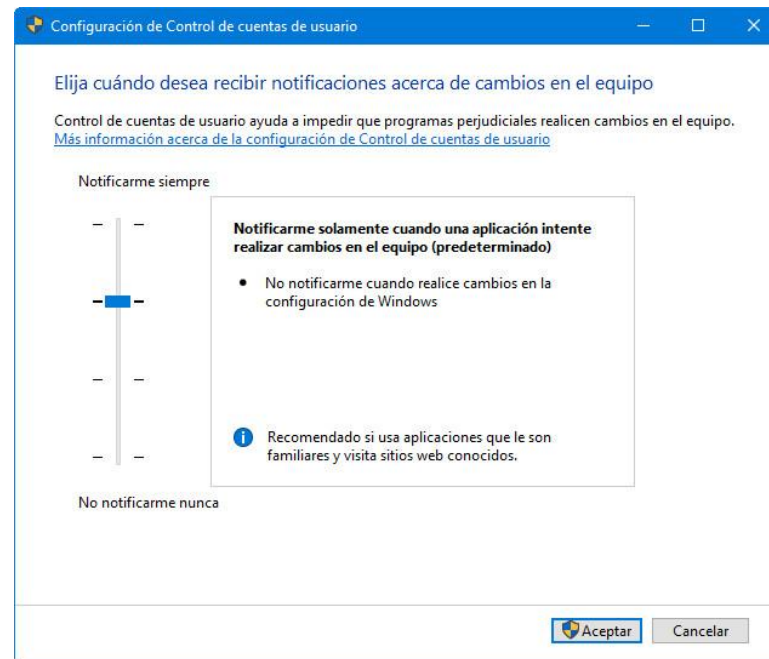 Configuración de Control de cuentas de usuario
Elija cuándo desea recibir notificaciones acerca de cambios en el equipo
Control de cuentas de usuario ayuda a impedir que programas perjudiciales realicen cambios en el equipo.
Más información acerca de la configuración de Control de cuentas de usuario
Notificarme siempre
Notificarme solamente cuando una aplicación intente
realizar cambios en el equipo (predeterminado)
• No notificarme cuando realice cambios en la
configuración de Windows
Recomendado si usa aplicaciones que le son
familiares y visita sitios web conocidos.
No notificarme nunca
Aceptar Cancelar